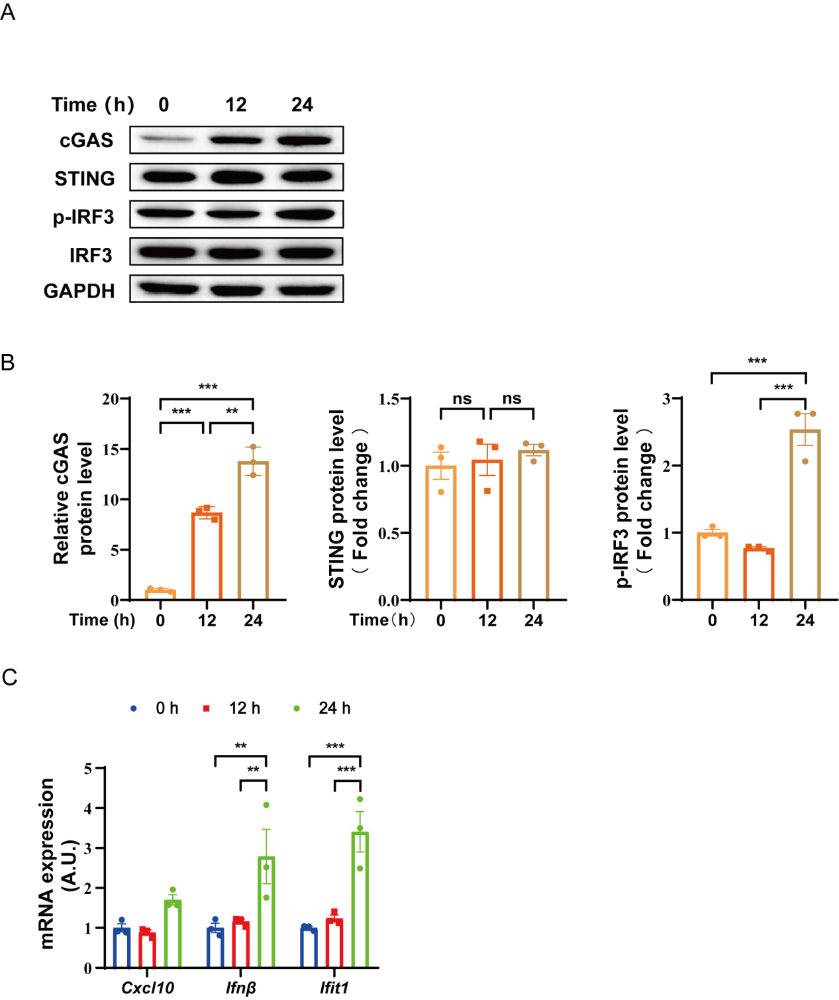 A
Time (h) 0 12 24
cGAS
STING
p-IRF3
IRF3
GAPDH
B
Relative cGAS
protein level
20
15
10
5
0
***
***
**
Time (h) 0 12 24
STING protein level
(Fold change)
1.5
1.0
0.5
0.0
ns
ns
Time(h) 0 12 24
p-IRF3 protein level
(Fold change)
3
2
1
0
***
***
0 12 24
C
0 h 12 h 24 h
mRNA expression
(A.U.)
5
4
3
2
1
0
**
**
***
***
Cxcl10 Ifnβ Ifit1